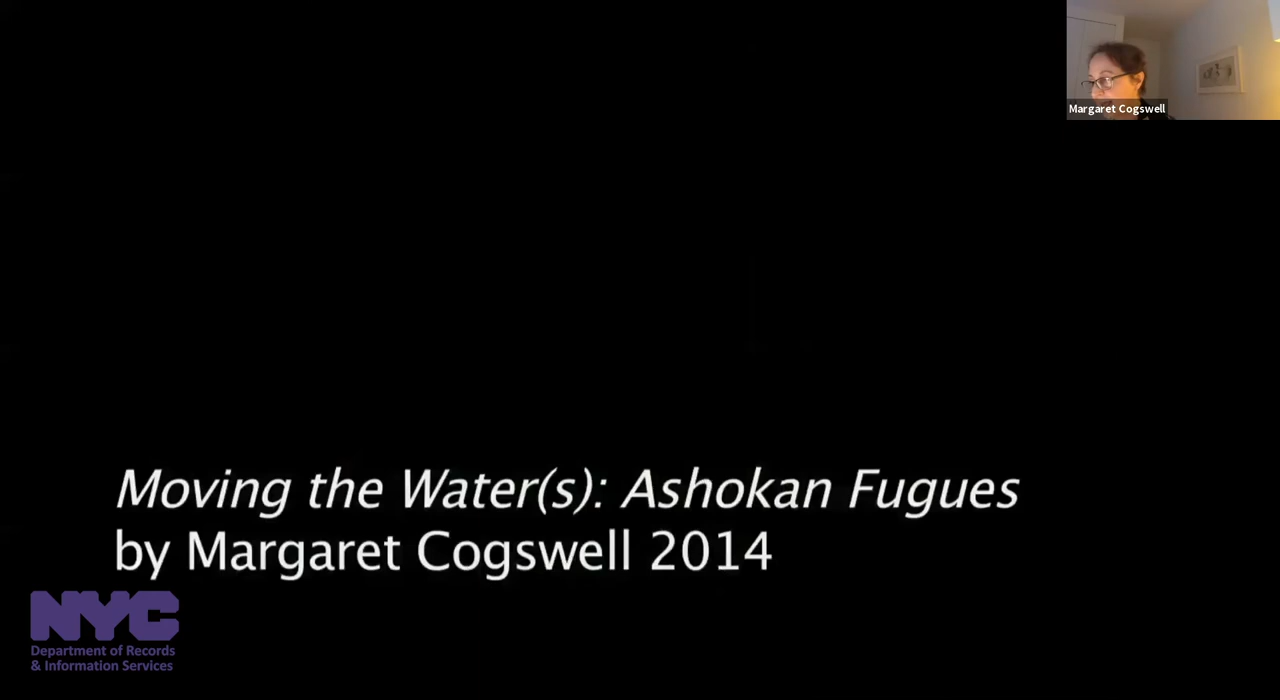 Margaret Cogswell
Moving the Water(s): Ashokan Fugues
by Margaret Cogswell 2014
NYC
Department of Records
& Information Services